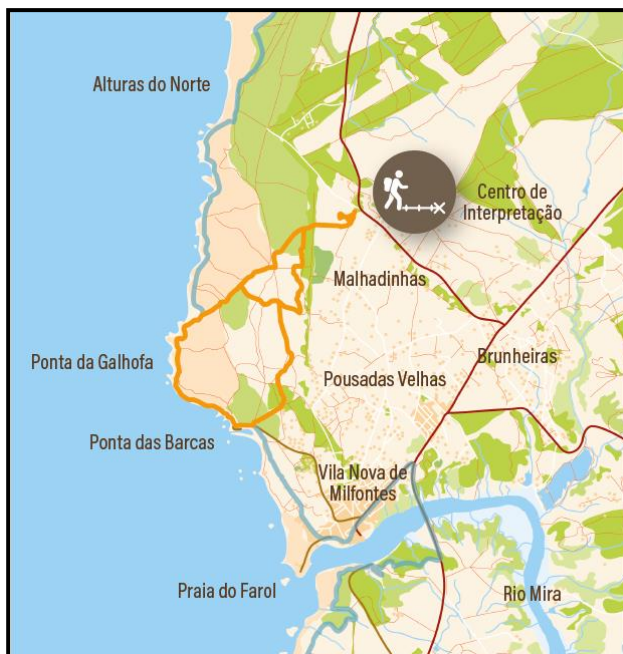 Alturas do Norte
Centro de
Interpretação
Malhadinhas
Ponta da Galhofa
Brunheiras
Pousadas Velhas
Ponta das Barcas
Vila Nova de
Milfontes
Praia do Farol
Rio Mira